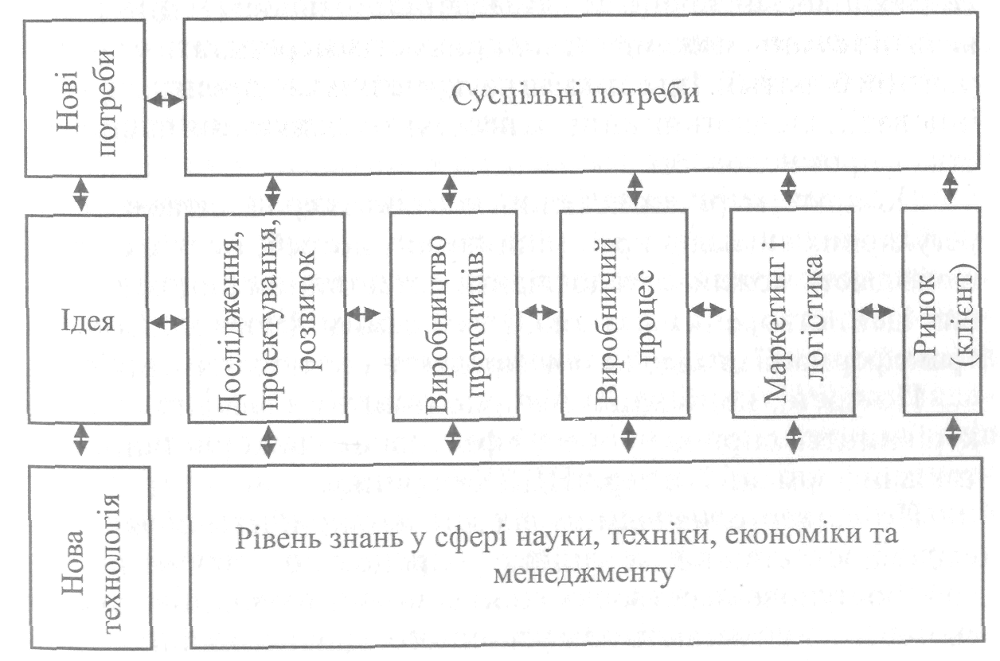 Нові
потреби
Суспільні потреби
Ідея
Дослідження,
проектування,
розвиток
Виробництво
прототипів
Виробничий
процес
Маркетинг і
логістика
Ринок
клієнт)
Нова
технологія
Рівень знань у сфері науки, техніки, економіки та
менеджменту